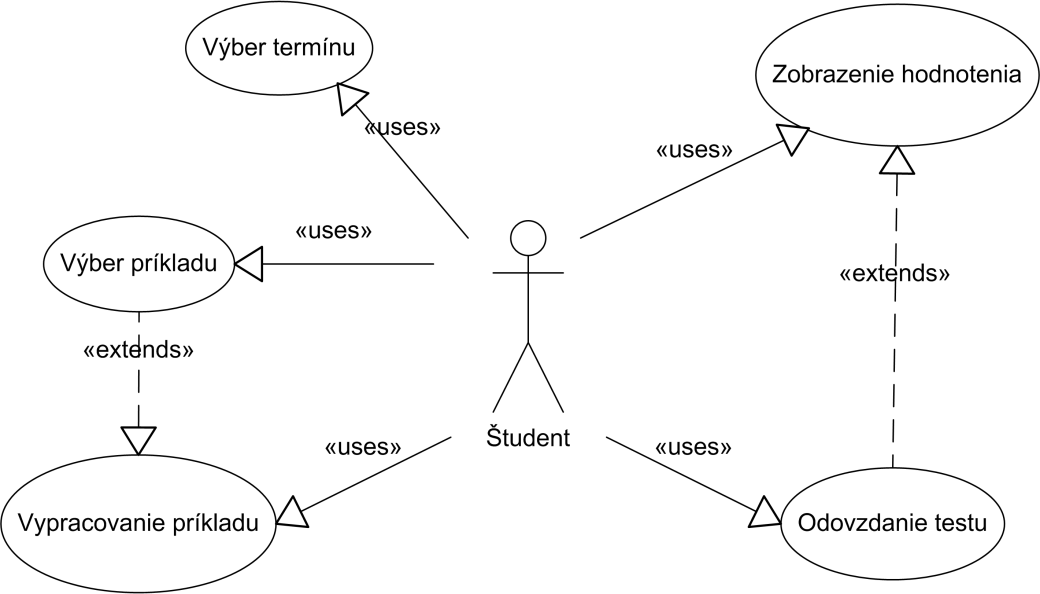 Výber termínu
Zobrazenie hodnotenia
«uses»
«uses»
«uses»
Výber príkladu
«extends»
«extends»
Študent
«uses»
«uses»
Vypracovanie príkladu
Odovzdanie testu